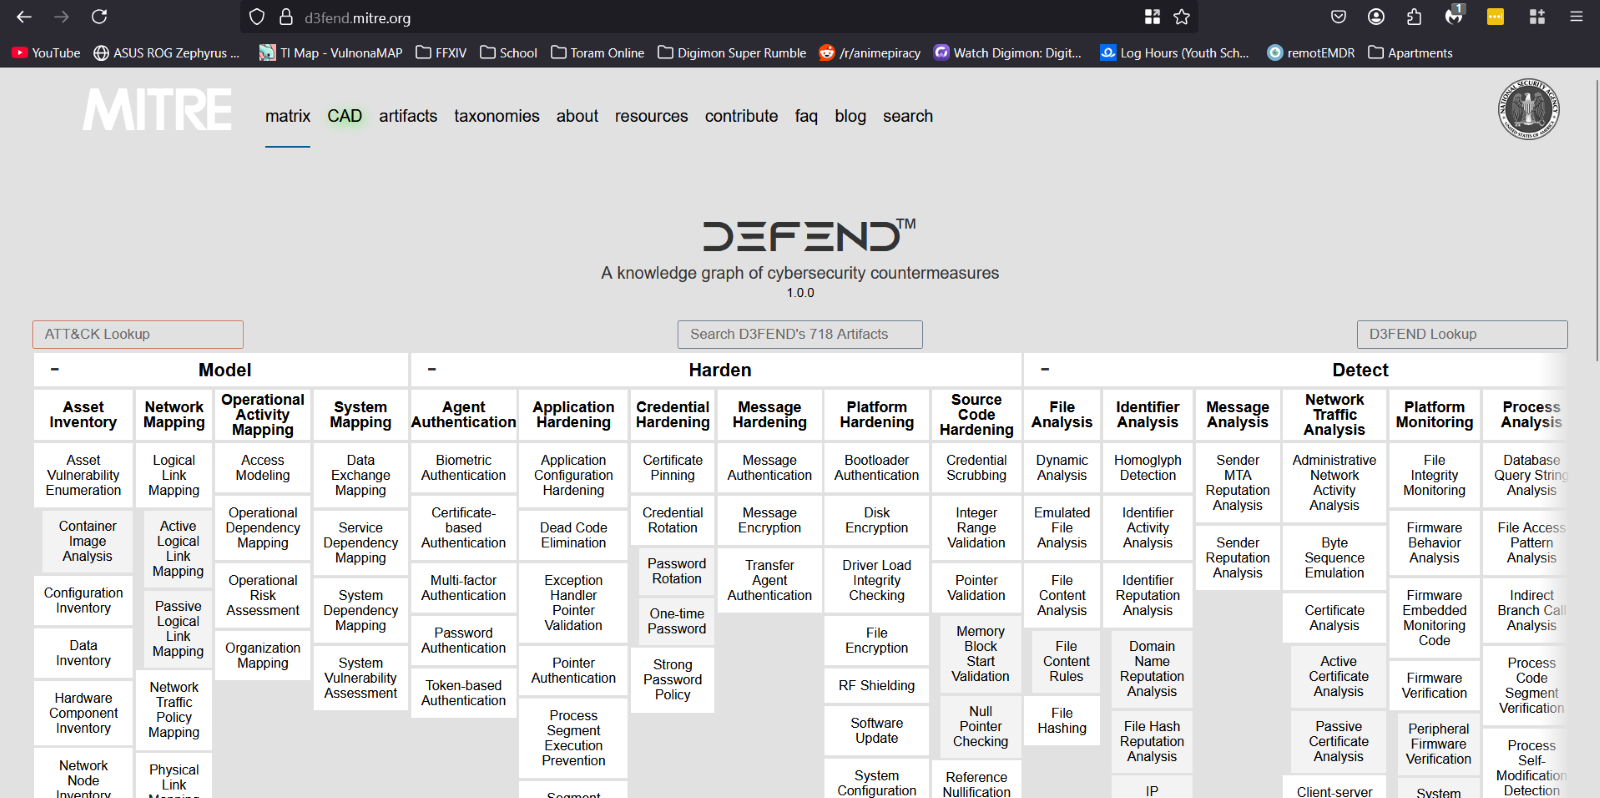 d3fend.mitre.org
1
YouTube
ASUS ROG Zephyrus ...
TI Map - VulnonaMAP
FFXIV
School
Toram Online
Digimon Super Rumble
/r/animepiracy
Watch Digimon: Digit...
Log Hours (Youth Sch...
remotEMDR
Apartments
MITRE
matrix
CAD
artifacts
taxonomies
about
resources
contribute
faq
blog
search
NATIONAL SECURITY AGENCY
UNITED STATES OF AMERICA
D3FEND™
A knowledge graph of cybersecurity countermeasures
1.0.0
ATT&CK Lookup
Search D3FEND's 718 Artifacts
D3FEND Lookup
- Model
- Harden
- Detect
Asset
Inventory
Asset
Vulnerability
Enumeration
Container
Image
Analysis
Configuration
Inventory
Data
Inventory
Hardware
Component
Inventory
Network
Node
Inventory
Network
Mapping
Logical
Link
Mapping
Active
Logical
Link
Mapping
Passive
Logical
Link
Mapping
Network
Traffic
Policy
Mapping
Physical
Link
Mapping
Operational
Activity
Mapping
Access
Modeling
Operational
Dependency
Mapping
Operational
Risk
Assessment
Organization
Mapping
System
Mapping
Data
Exchange
Mapping
Service
Dependency
Mapping
System
Dependency
Mapping
System
Vulnerability
Assessment
Agent
Authentication
Biometric
Authentication
Certificate-
based
Authentication
Multi-factor
Authentication
Password
Authentication
Token-based
Authentication
Application
Hardening
Application
Configuration
Hardening
Dead Code
Elimination
Exception
Handler
Pointer
Validation
Pointer
Authentication
Process
Segment
Execution
Prevention
Segment
Credential
Hardening
Certificate
Pinning
Credential
Rotation
Password
Rotation
One-time
Password
Strong
Password
Policy
Message
Hardening
Message
Authentication
Message
Encryption
Transfer
Agent
Authentication
Platform
Hardening
Bootloader
Authentication
Disk
Encryption
Driver Load
Integrity
Checking
File
Encryption
RF Shielding
Software
Update
System
Configuration
Source
Code
Hardening
Credential
Scrubbing
Integer
Range
Validation
Pointer
Validation
Memory
Block
Start
Validation
Null
Pointer
Checking
Reference
Nullification
File
Analysis
Dynamic
Analysis
Emulated
File
Analysis
File
Content
Analysis
File
Content
Rules
File
Hashing
Identifier
Analysis
Homoglyph
Detection
Identifier
Activity
Analysis
Identifier
Reputation
Analysis
Domain
Name
Reputation
Analysis
File Hash
Reputation
Analysis
IP
Message
Analysis
Sender
MTA
Reputation
Analysis
Sender
Reputation
Analysis
Network
Traffic
Analysis
Administrative
Network
Activity
Analysis
Byte
Sequence
Emulation
Certificate
Analysis
Active
Certificate
Analysis
Passive
Certificate
Analysis
Client-server
Platform
Monitoring
File
Integrity
Monitoring
Firmware
Behavior
Analysis
Firmware
Embedded
Monitoring
Code
Firmware
Verification
Peripheral
Firmware
Verification
System
Process
Analysis
Database
Query String
Analysis
File Access
Pattern
Analysis
Indirect
Branch Call
Analysis
Process
Code
Segment
Verification
Process
Self-
Modification
Detection